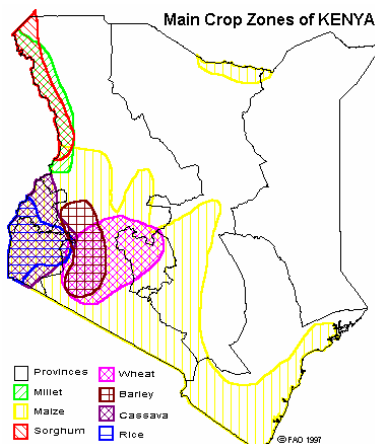 Main Crop Zones of KENYA
Provinces
Millet
Maize
Sorghum
Wheat
Barley
Cassava
Rice
©FAO 1997